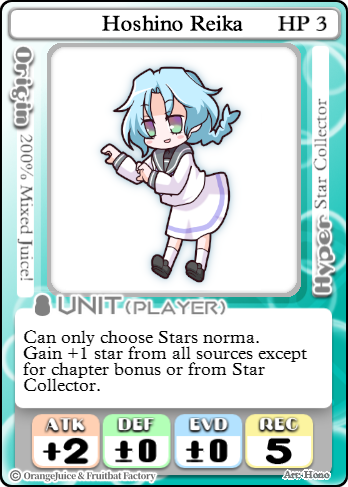 Hoshino Reika HP 3
Origin 200% Mixed Juice!
Hyper Star Collector
UNIT (PLAYER)
Can only choose Stars norma.
Gain +1 star from all sources except
for chapter bonus or from Star
Collector.
ATK DEF EVD REC
+2 ±0 ±0 5
© OrangeJuice & Fruitbat Factory Art: Hono